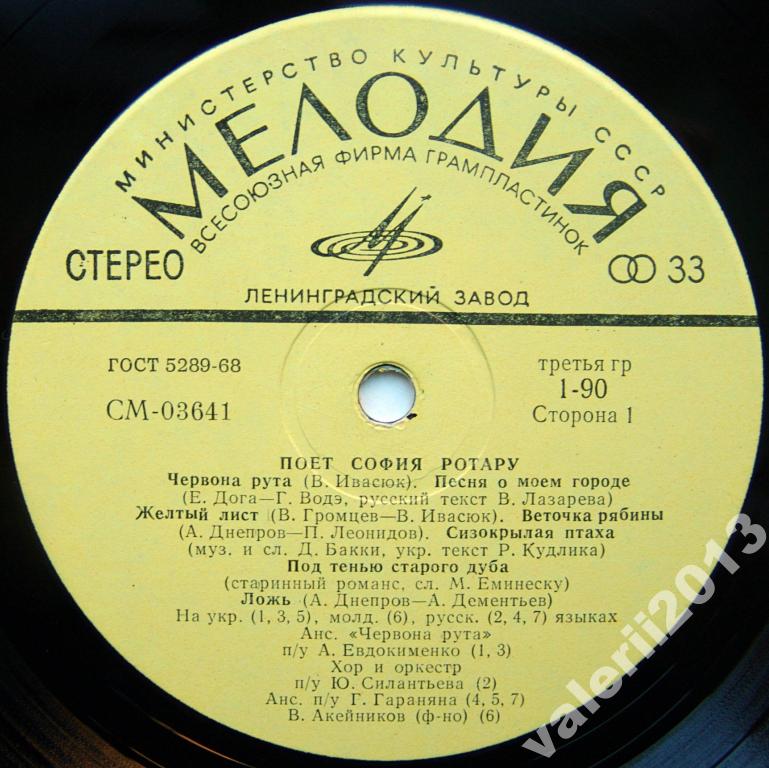 МИНИСТЕРСТВО КУЛЬТУРЫ СССР
МЕЛОДИЯ
ВСЕСОЮЗНАЯ ФИРМА ГРАМПЛАСТИНОК
СТЕРЕО
33
ЛЕНИНГРАДСКИЙ ЗАВОД
ГОСТ 5289-68
третья гр
1-90
СМ-03641
Сторона 1
ПОЕТ СОФИЯ РОТАРУ
Червона рута (В. Ивасюк). Песня о моем городе
(Е. Дога—Г. Водэ, русский текст В. Лазарева)
Желтый лист (В. Громцев—В. Ивасюк). Веточка рябины
(А. Днепров—П. Леонидов). Сизокрылая птаха
(муз. и сл. Д. Бакки, укр. текст Р. Кудлика)
Под тенью старого дуба
(старинный романс, сл. М. Еминеску)
Ложь (А. Днепров—А. Дементьев)
На укр. (1, 3, 5), молд. (6), русск. (2, 4, 7) языках
Анс. «Червона рута»
п/у А. Евдокименко (1, 3)
Хор и оркестр
п/у Ю. Силантьева (2)
Анс. п/у Г. Гараняна (4, 5, 7)
В. Акейников (ф-но) (6)
valerii2013